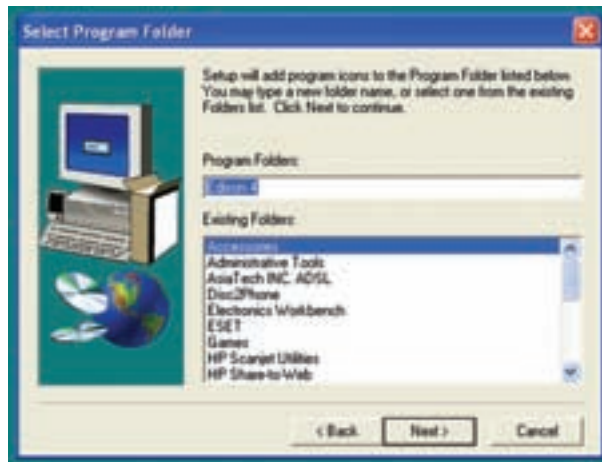 Select Program Folder
Setup will add program icons to the Program Folder listed below.
You may type a new folder name, or select one from the existing
Folders list. Click Next to continue.
Program Folders:
Edison 4
Existing Folders:
Accessories
Administrative Tools
AsiaTech INC. ADSL
Disc2Phone
Electronics Workbench
ESET
Games
HP Scanjet Utilities
HP Share-to-Web
< Back
Next >
Cancel